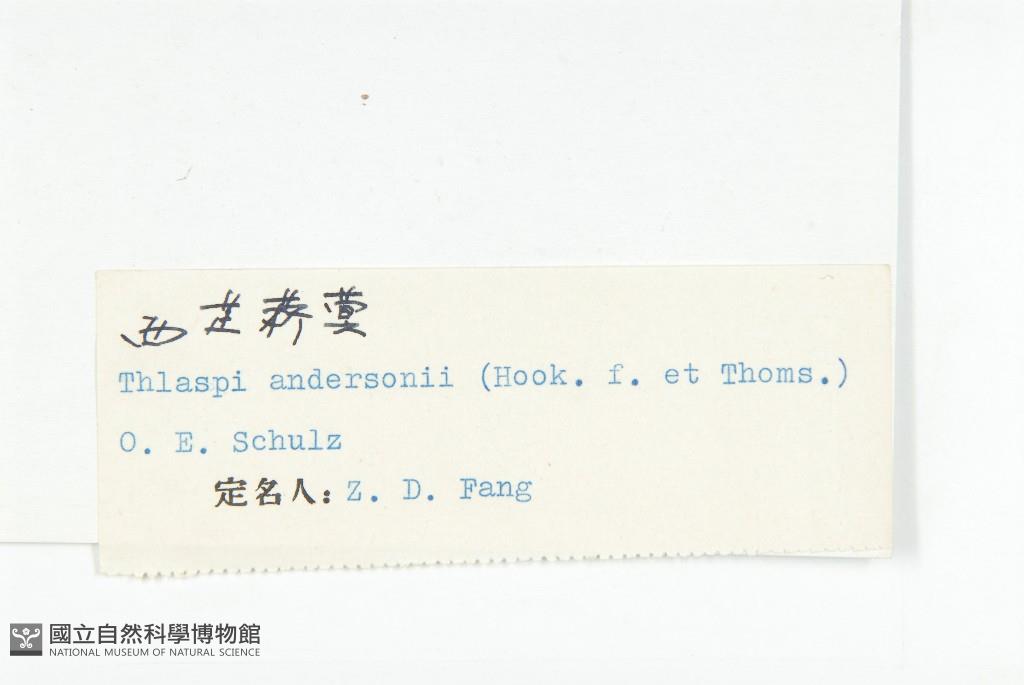 西芷菥蓂
Thlaspi andersonii (Hook. f. et Thoms.)
O. E. Schulz
定名人: Z. D. Fang
國立自然科學博物館
NATIONAL MUSEUM OF NATURAL SCIENCE